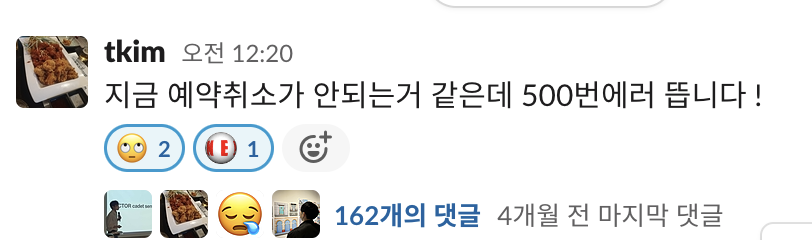 tkim 오전 12:20
지금 예약취소가 안되는거 같은데 500번에러 뜹니다 !
2 1
162개의 댓글 4개월 전 마지막 댓글